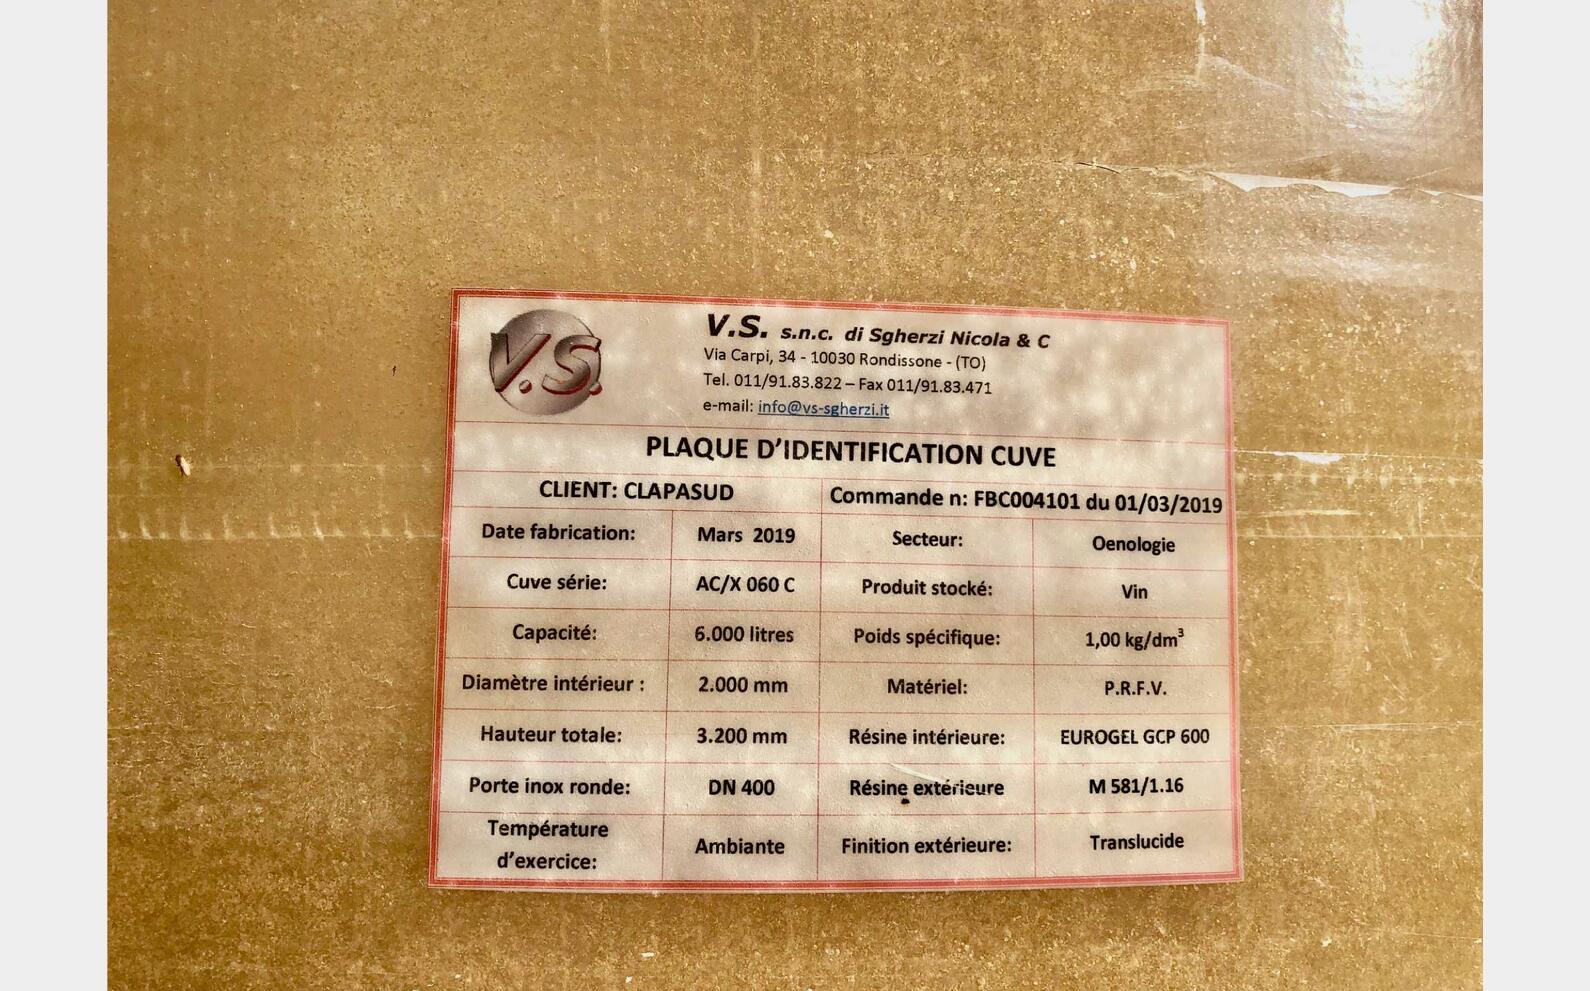 V.S.
V.S. s.n.c. di Sgherzi Nicola & C
Via Carpi, 34 - 10030 Rondissone - (TO)
Tel. 011/91.83.822 – Fax 011/91.83.471
e-mail: info@vs-sgherzi.it
PLAQUE D'IDENTIFICATION CUVE
CLIENT: CLAPASUD Commande n: FBC004101 du 01/03/2019
Date fabrication: Mars 2019 Secteur: Oenologie
Cuve série: AC/X 060 C Produit stocké: Vin
Capacité: 6.000 litres Poids spécifique: 1,00 kg/dm³
Diamètre intérieur : 2.000 mm Matériel: P.R.F.V.
Hauteur totale: 3.200 mm Résine intérieure: EUROGEL GCP 600
Porte inox ronde: DN 400 Résine extérieure M 581/1.16
Température
d'exercice: Ambiante Finition extérieure: Translucide